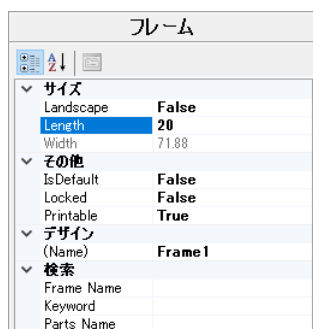 フレーム
サイズ
Landscape False
Length 20
Width 71.88
その他
IsDefault False
Locked False
Printable True
デザイン
(Name) Frame1
検索
Frame Name
Keyword
Parts Name